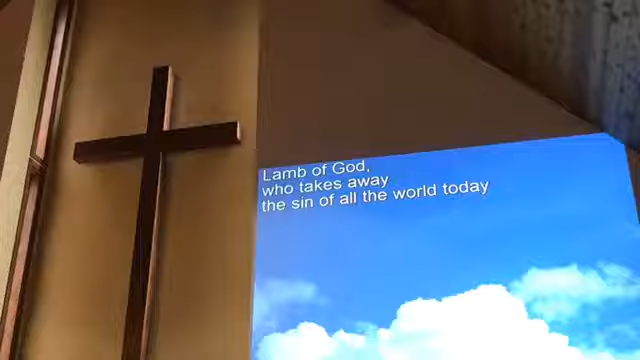 Lamb of God,
who takes away
the sin of all the world today